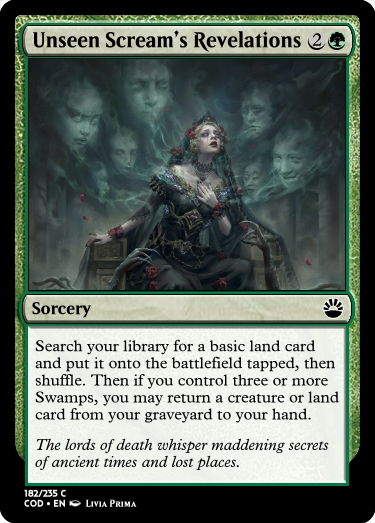 Unseen Scream's Revelations 2
Sorcery
Search your library for a basic land card
and put it onto the battlefield tapped, then
shuffle. Then if you control three or more
Swamps, you may return a creature or land
card from your graveyard to your hand.
The lords of death whisper maddening secrets
of ancient times and lost places.
182/235 C
COD • EN LIVIA PRIMA